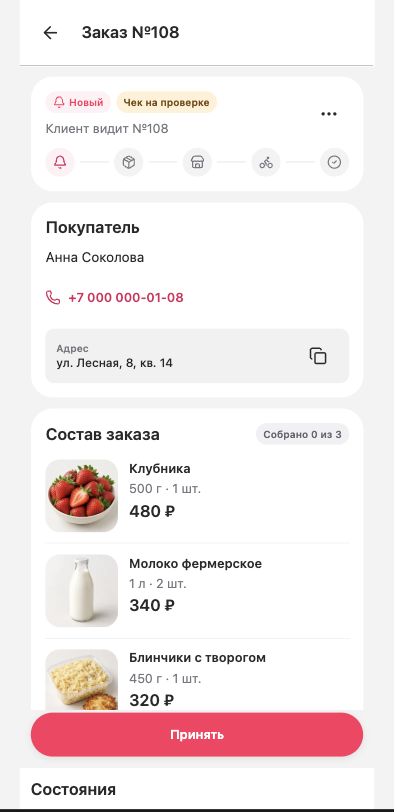 Заказ №108
Новый
Чек на проверке
Клиент видит №108
Покупатель
Анна Соколова
+7 000 000-01-08
Адрес
ул. Лесная, 8, кв. 14
Состав заказа
Собрано 0 из 3
Клубника
500 г · 1 шт.
480 ₽
Молоко фермерское
1 л · 2 шт.
340 ₽
Блинчики с творогом
450 г · 1 шт.
320 ₽
Принять
Состояния